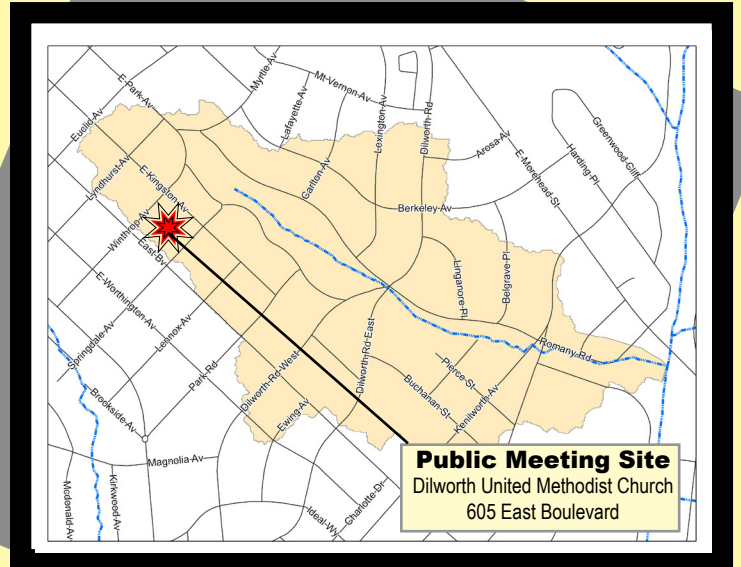 Myrtle-Av
Mt-Vernon-Av
E-Park-Av
Euclid-Av
Lafayette-Av
Lexington-Av
Dilworth-Rd
Arosa-Av
E-Morehead-St
Harding-Pl
Greenwood-Clff
Lyndhurst-Av
E-Kingston-Av
Carlton-Av
Berkeley-Av
Winthrop-Av
East-Bv
E-Worthington-Av
Lennox-Av
Springdale-Av
Park-Rd
Brookside-Av
Dilworth-Rd-West
Ewing-Av
Dilworth-Rd-East
Linganmore-Pl
Belgrave-Pl
Romany-Rd
Pierce-St
Buchanan-St
Kenilworth-Av
Magnolia-Av
Mcdonald-Av
Kirkwood-Av
Ideal-Wy
Charlotte-Dr
Public Meeting Site
Dilworth United Methodist Church
605 East Boulevard